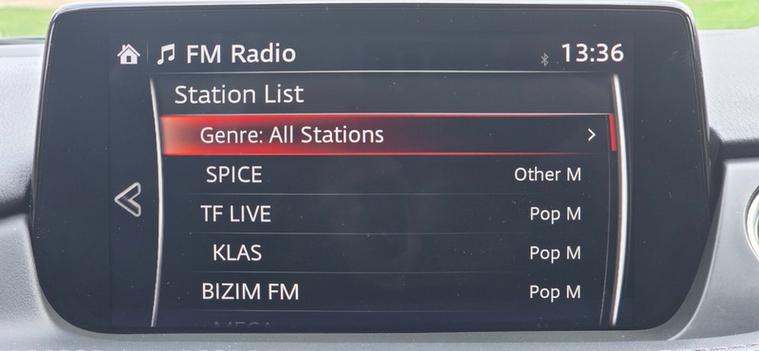 FM Radio 13:36
Station List
Genre: All Stations
SPICE Other M
TF LIVE Pop M
KLAS Pop M
BIZIM FM Pop M
MEGA